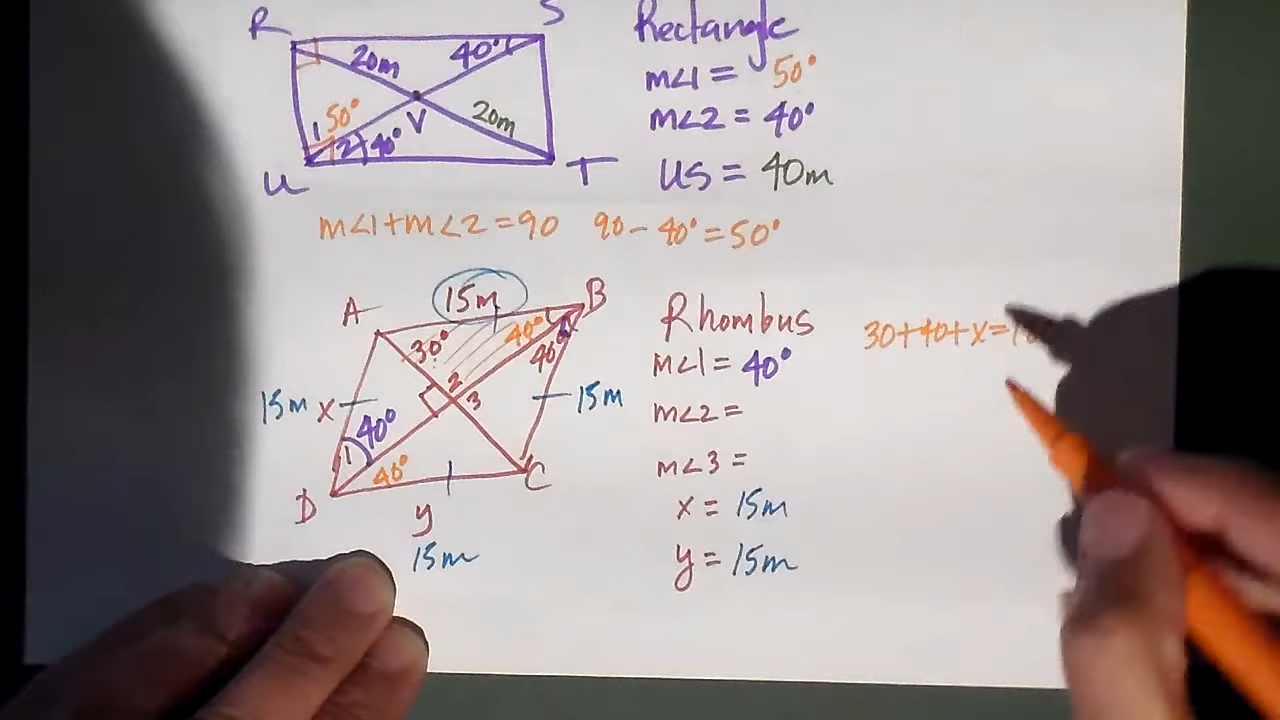 R
S
20m
40°
50°
1
2
40°
V
20m
U
T
Rectangle
m∠1 = 50°
m∠2 = 40°
US = 40m
m∠1+m∠2=90 90- 40°=50°
A
15m
B
30°
40°
40°
2
3
15m
x
15m
40°
1
40°
D
C
y
15m
Rhombus
m∠1= 40°
m∠2=
m∠3=
x = 15m
y = 15m
30+40+x=